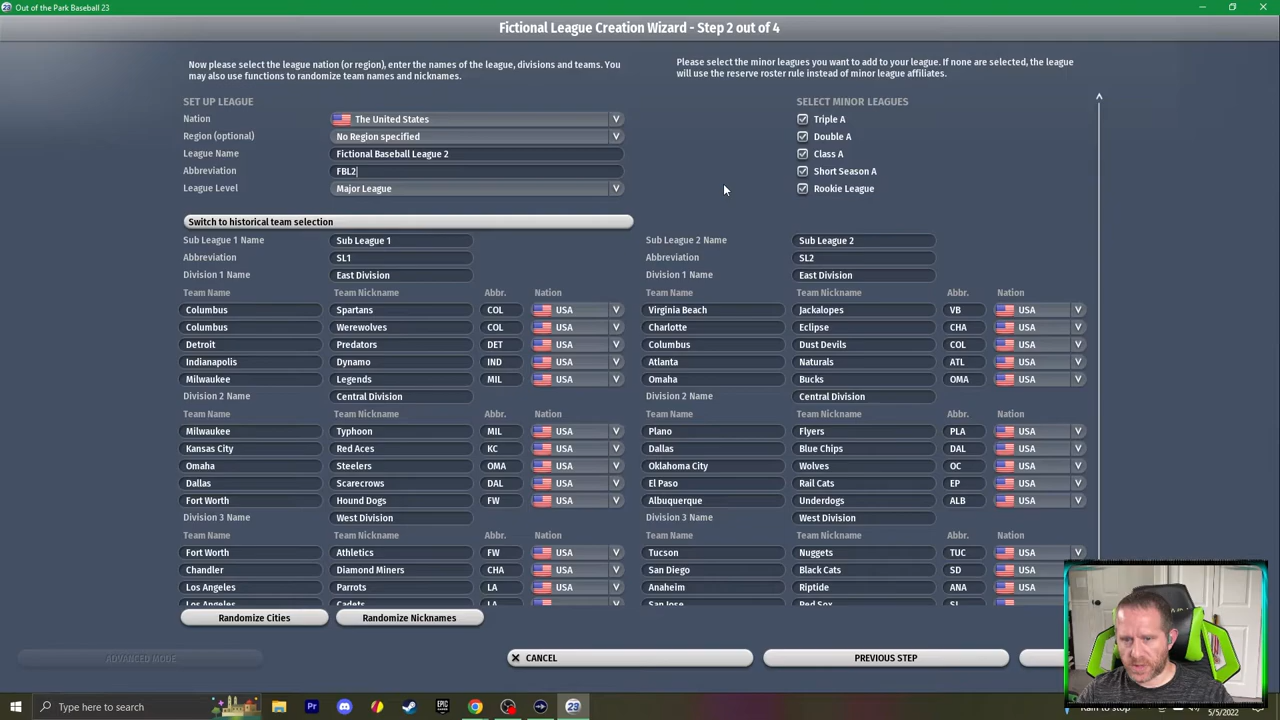 Out of the Park Baseball 23
Fictional League Creation Wizard - Step 2 out of 4
Now please select the league nation (or region), enter the names of the league, divisions and teams. You
may also use functions to randomize team names and nicknames.
Please select the minor leagues you want to add to your league. If none are selected, the league
will use the reserve roster rule instead of minor league affiliates.
SET UP LEAGUE
SELECT MINOR LEAGUES
Nation The United States V Triple A
Region (optional) No Region specified V Double A
League Name Fictional Baseball League 2 Class A
Abbreviation FBL2 Short Season A
League Level Major League V Rookie League
Switch to historical team selection
Sub League 1 Name Sub League 1 Sub League 2 Name Sub League 2
Abbreviation SL1 Abbreviation SL2
Division 1 Name East Division Division 1 Name East Division
Team Name Team Nickname Abbr. Nation Team Name Team Nickname Abbr. Nation
Columbus Spartans COL USA V Virginia Beach Jackalopes VB USA V
Columbus Werewolves COL USA V Charlotte Eclipse CHA USA V
Detroit Predators DET USA V Columbus Dust Devils COL USA V
Indianapolis Dynamo IND USA V Atlanta Naturals ATL USA V
Milwaukee Legends MIL USA V Omaha Bucks OMA USA V
Division 2 Name Central Division Division 2 Name Central Division
Team Name Team Nickname Abbr. Nation Team Name Team Nickname Abbr. Nation
Milwaukee Typhoon MIL USA V Plano Flyers PLA USA V
Kansas City Red Aces KC USA V Dallas Blue Chips DAL USA V
Omaha Steelers OMA USA V Oklahoma City Wolves OC USA V
Dallas Scarecrows DAL USA V El Paso Rail Cats EP USA V
Fort Worth Hound Dogs FW USA V Albuquerque Underdogs ALB USA V
Division 3 Name West Division Division 3 Name West Division
Team Name Team Nickname Abbr. Nation Team Name Team Nickname Abbr. Nation
Fort Worth Athletics FW USA V Tucson Nuggets TUC USA V
Chandler Diamond Miners CHA USA V San Diego Black Cats SD USA
Los Angeles Parrots LA USA V Anaheim Riptide ANA USA
Los Angeles Cadets LA San Jose Red Sox SJ
Randomize Cities Randomize Nicknames
ADVANCED MODE CANCEL PREVIOUS STEP
Type here to search
Rain to stop
5/5/2022